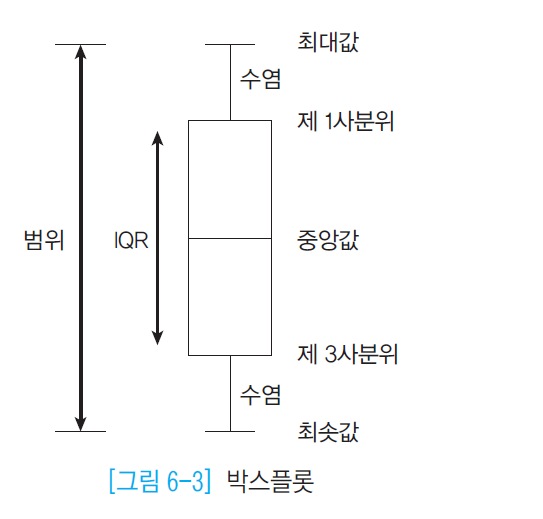 최대값
수염
제 1사분위
범위
IQR
중앙값
제 3사분위
수염
최솟값
[그림 6-3] 박스플롯